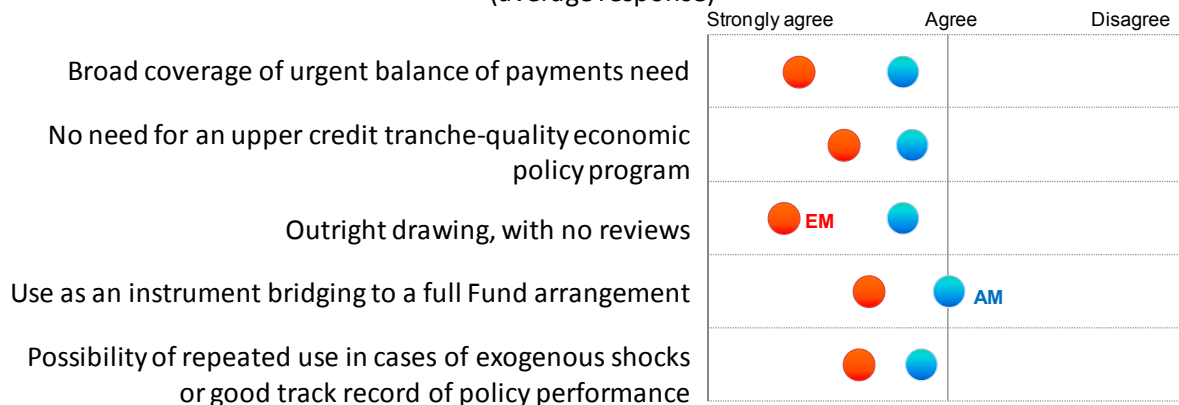 (average response)
Strongly agree Agree Disagree
Broad coverage of urgent balance of payments need
No need for an upper credit tranche-quality economic
policy program
Outright drawing, with no reviews
EM
Use as an instrument bridging to a full Fund arrangement
AM
Possibility of repeated use in cases of exogenous shocks
or good track record of policy performance